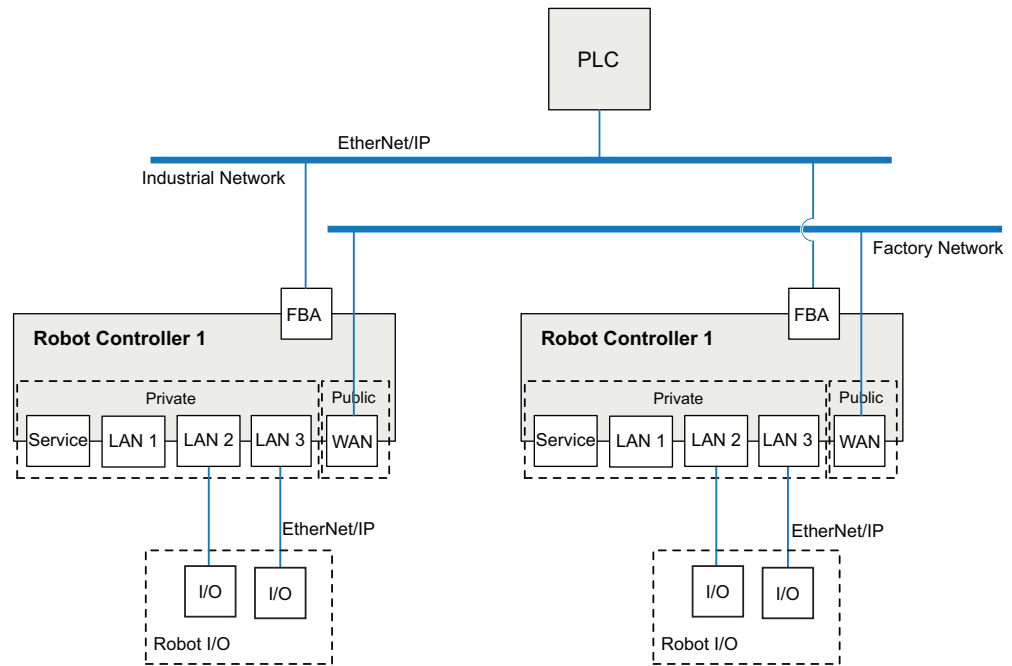 PLC
EtherNet/IP
Industrial Network
Factory Network
FBA
FBA
Robot Controller 1
Robot Controller 1
Private
Public
Private
Public
Service
LAN 1
LAN 2
LAN 3
WAN
Service
LAN 1
LAN 2
LAN 3
WAN
EtherNet/IP
EtherNet/IP
I/O
I/O
I/O
I/O
Robot I/O
Robot I/O